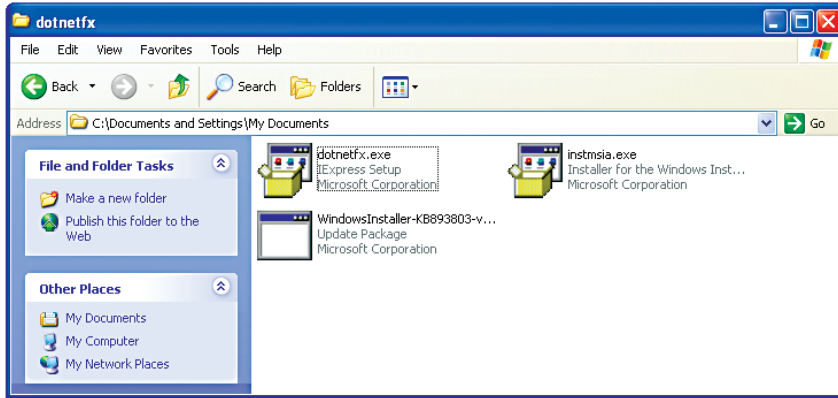 dotnetfx
File Edit View Favorites Tools Help
Back Search Folders
Address C:\Documents and Settings\My Documents Go
File and Folder Tasks
Make a new folder
Publish this folder to the
Web
Other Places
My Documents
My Computer
My Network Places
dotnetfx.exe
IExpress Setup
Microsoft Corporation
instmsia.exe
Installer for the Windows Inst...
Microsoft Corporation
WindowsInstaller-KB893803-v...
Update Package
Microsoft Corporation